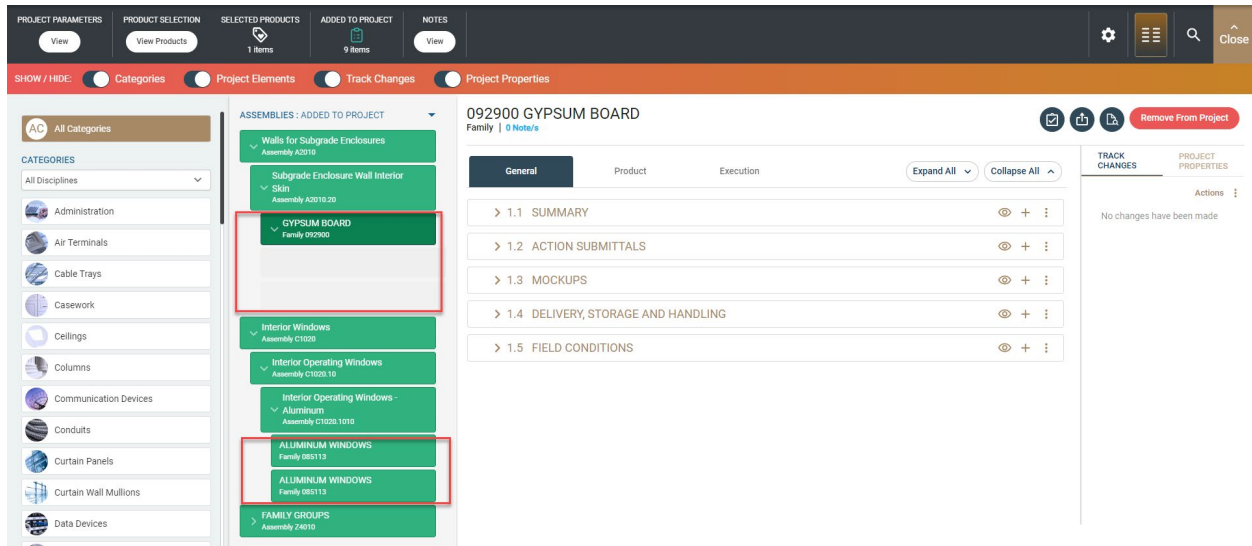 PROJECT PARAMETERS
View
PRODUCT SELECTION
View Products
SELECTED PRODUCTS
1 items
ADDED TO PROJECT
9 items
NOTES
View
Close
SHOW / HIDE:
Categories
Project Elements
Track Changes
Project Properties
AC All Categories
CATEGORIES
All Disciplines
Administration
Air Terminals
Cable Trays
Casework
Ceilings
Columns
Communication Devices
Conduits
Curtain Panels
Curtain Wall Mullions
Data Devices
ASSEMBLIES : ADDED TO PROJECT
Walls for Subgrade Enclosures
Assembly A2010
Subgrade Enclosure Wall Interior
Skin
Assembly A2010.20
GYPSUM BOARD
Family 092900
Interior Windows
Assembly C1020
Interior Operating Windows
Assembly C1020.10
Interior Operating Windows -
Aluminum
Assembly C1020.1010
ALUMINUM WINDOWS
Family 085113
ALUMINUM WINDOWS
Family 085113
FAMILY GROUPS
Assembly Z4010
092900 GYPSUM BOARD
Family | 0 Note/s
Remove From Project
General
Product
Execution
Expand All
Collapse All
1.1 SUMMARY
1.2 ACTION SUBMITTALS
1.3 MOCKUPS
1.4 DELIVERY, STORAGE AND HANDLING
1.5 FIELD CONDITIONS
TRACK
CHANGES
PROJECT
PROPERTIES
Actions
No changes have been made